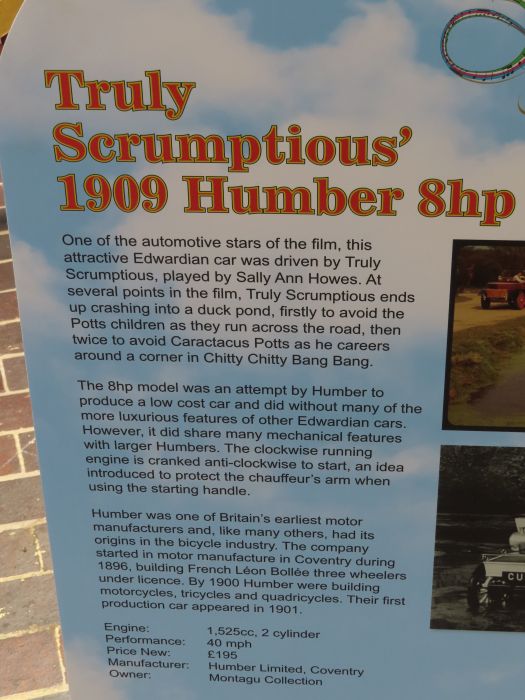 Truly
Scrumptious'
1909 Humber 8hp
One of the automotive stars of the film, this
attractive Edwardian car was driven by Truly
Scrumptious, played by Sally Ann Howes. At
several points in the film, Truly Scrumptious ends
up crashing into a duck pond, firstly to avoid the
Potts children as they run across the road, then
twice to avoid Caractacus Potts as he careers
around a corner in Chitty Chitty Bang Bang.
The 8hp model was an attempt by Humber to
produce a low cost car and did without many of the
more luxurious features of other Edwardian cars.
However, it did share many mechanical features
with larger Humbers. The clockwise running
engine is cranked anti-clockwise to start, an idea
introduced to protect the chauffeur's arm when
using the starting handle.
Humber was one of Britain's earliest motor
manufacturers and, like many others, had its
origins in the bicycle industry. The company
started in motor manufacture in Coventry during
1896, building French Léon Bollée three wheelers
under licence. By 1900 Humber were building
motorcycles, tricycles and quadricycles. Their first
production car appeared in 1901.
Engine: 1,525cc, 2 cylinder
Performance: 40 mph
Price New: £195
Manufacturer: Humber Limited, Coventry
Owner: Montagu Collection
CU